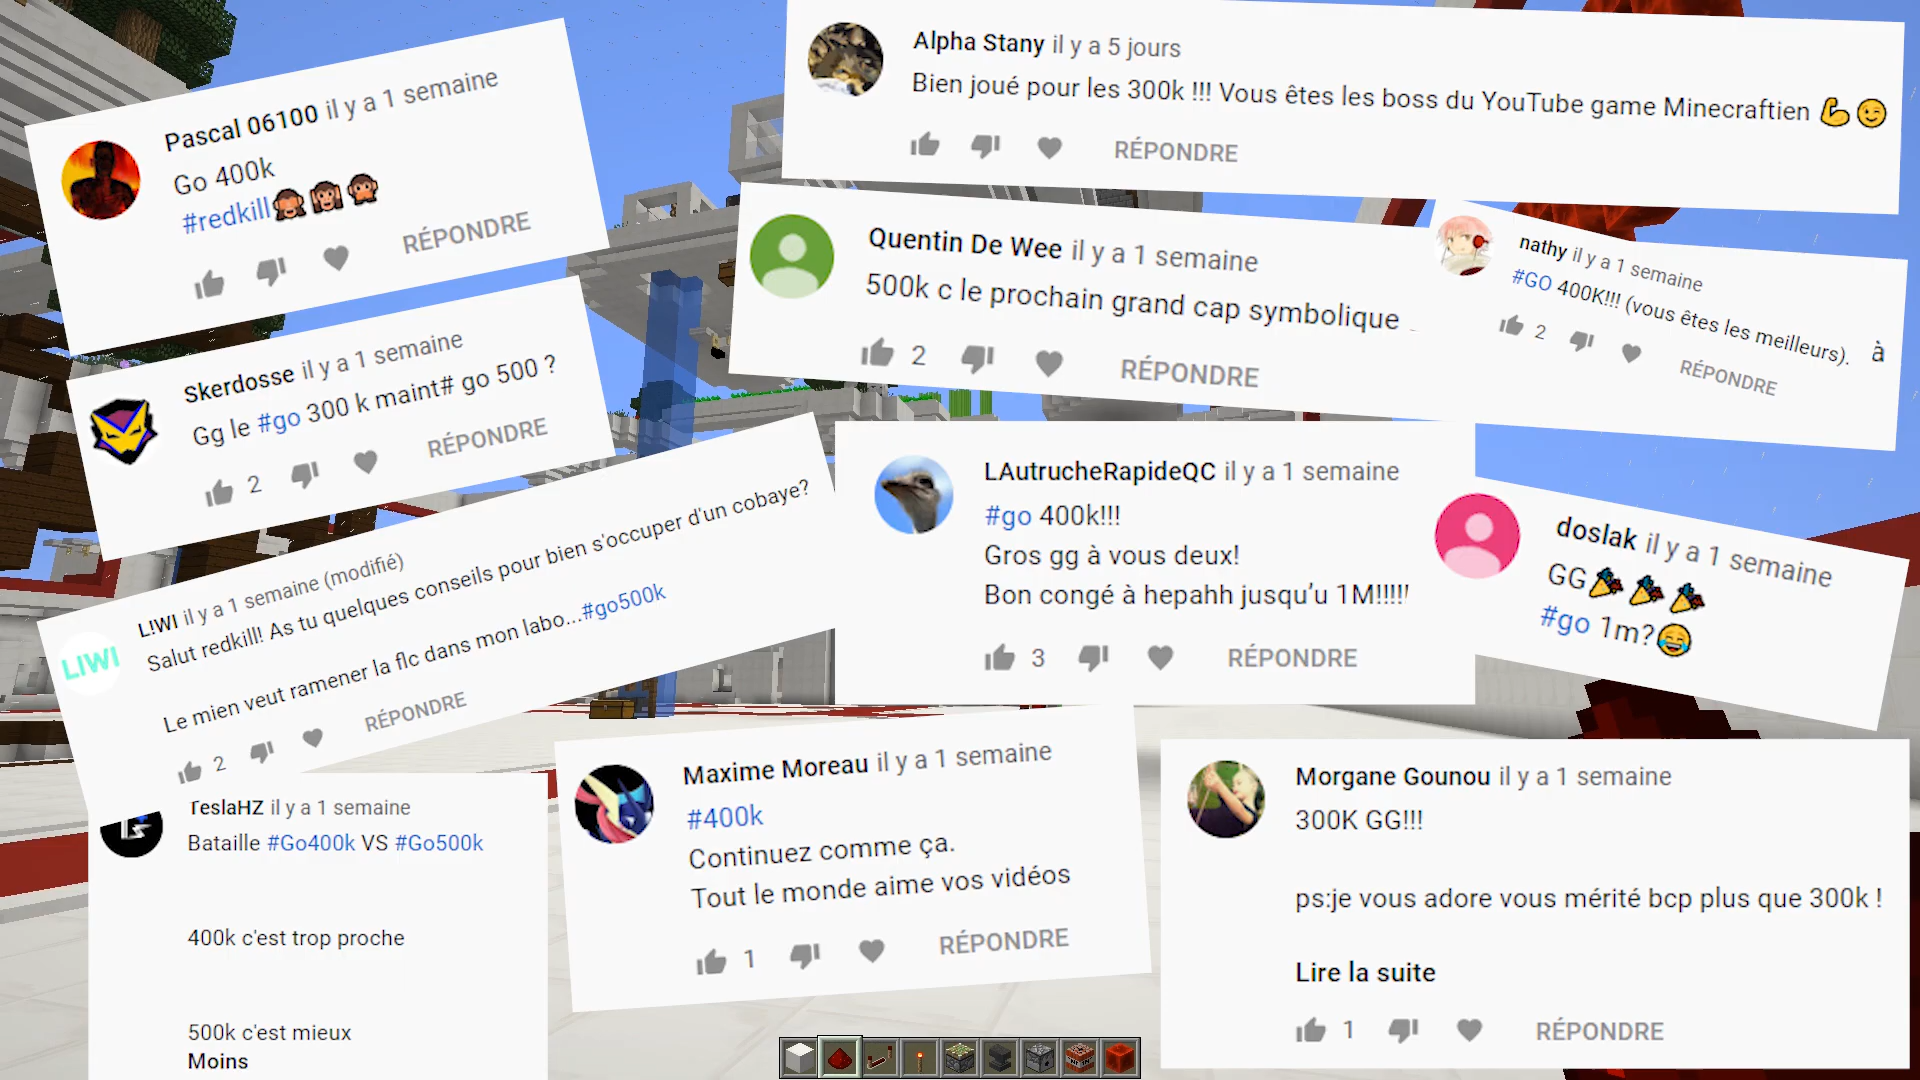 Pascal 06100 il y a 1 semaine
Go 400k
#redkill🙈🙉🙊
RÉPONDRE
Alpha Stany il y a 5 jours
Bien joué pour les 300k !!! Vous êtes les boss du YouTube game Minecraftien 💪😉
RÉPONDRE
Quentin De Wee il y a 1 semaine
500k c le prochain grand cap symbolique
2 RÉPONDRE
nathy il y a 1 semaine
#GO 400K!!! (vous êtes les meilleurs).
2 RÉPONDRE
à
Skerdosse il y a 1 semaine
Gg le #go 300 k maint# go 500 ?
2 RÉPONDRE
L!WI il y a 1 semaine (modifié)
Salut redkill! As tu quelques conseils pour bien s'occuper d'un cobaye?
Le mien veut ramener la flc dans mon labo...#go500k
2 RÉPONDRE
LIWI
LAutrucheRapideQC il y a 1 semaine
#go 400k!!!
Gros gg à vous deux!
Bon congé à hepahh jusqu'u 1M!!!!!
3 RÉPONDRE
doslak il y a 1 semaine
GG🎉🎉🎉
#go 1m?😂
TeslaHZ il y a 1 semaine
Bataille #Go400k VS #Go500k
400k c'est trop proche
500k c'est mieux
Moins
Maxime Moreau il y a 1 semaine
#400k
Continuez comme ça.
Tout le monde aime vos vidéos
1 RÉPONDRE
Morgane Gounou il y a 1 semaine
300K GG!!!
ps:je vous adore vous mérité bcp plus que 300k !
Lire la suite
1 RÉPONDRE